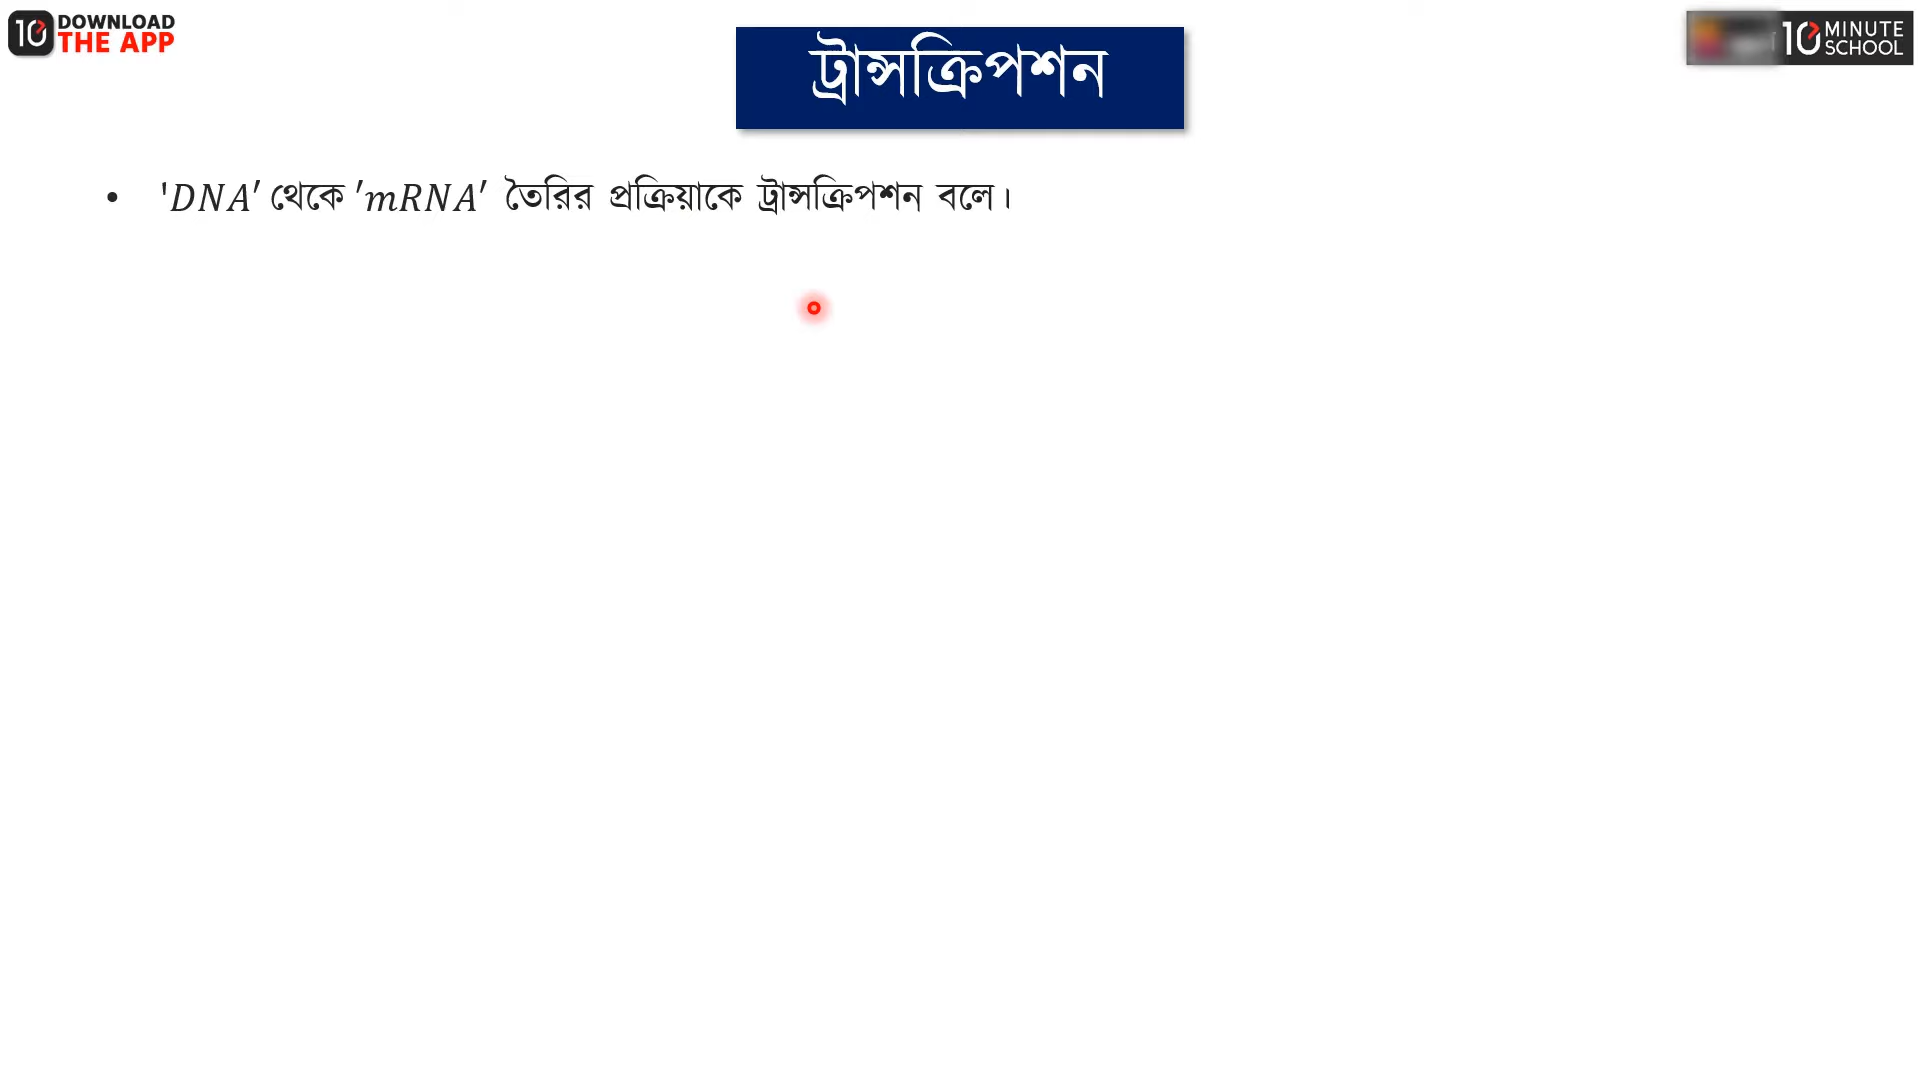 10 DOWNLOAD
THE APP
ট্রান্সক্রিপশন
10 MINUTE
SCHOOL
• 'DNA′ থেকে ′mRNA′ তৈরির প্রক্রিয়াকে ট্রান্সক্রিপশন বলে।